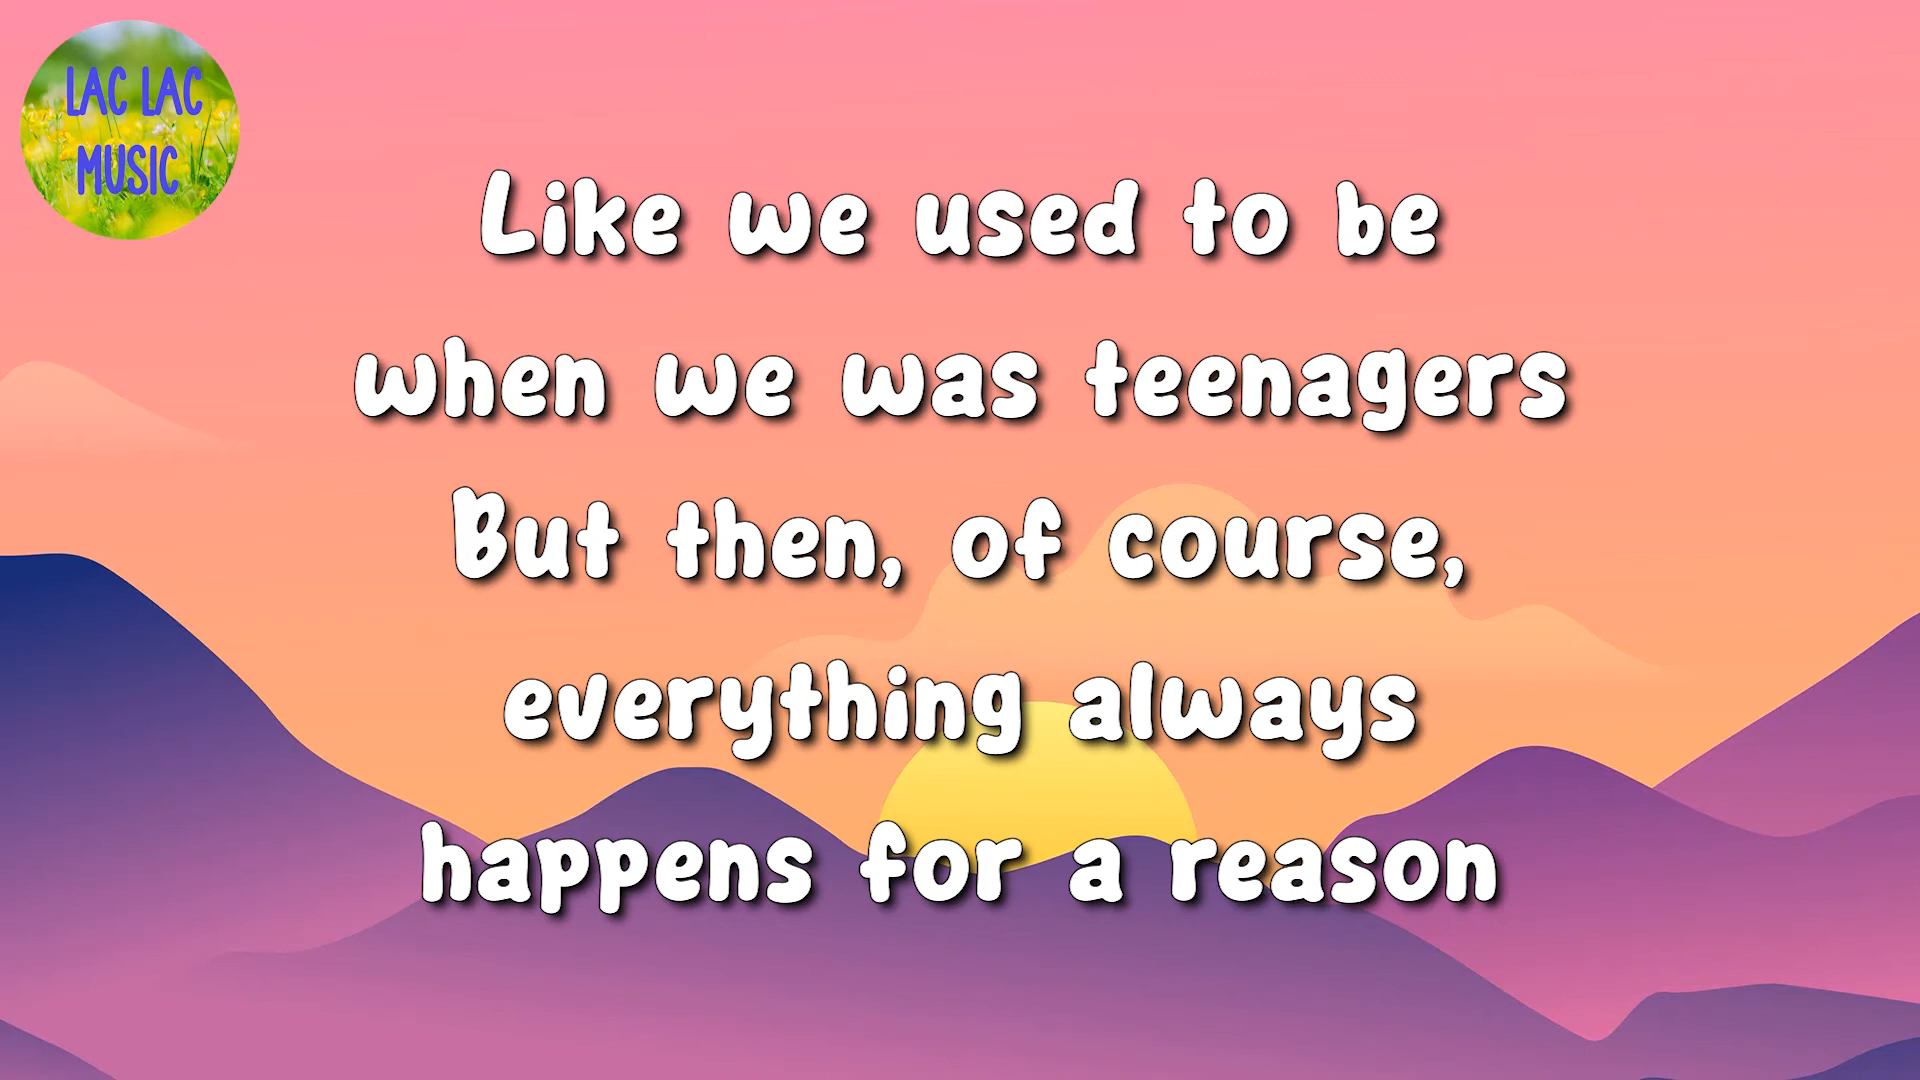 LAC LAC
MUSIC
Like we used to be
when we was teenagers
But then, of course,
everything always
happens for a reason